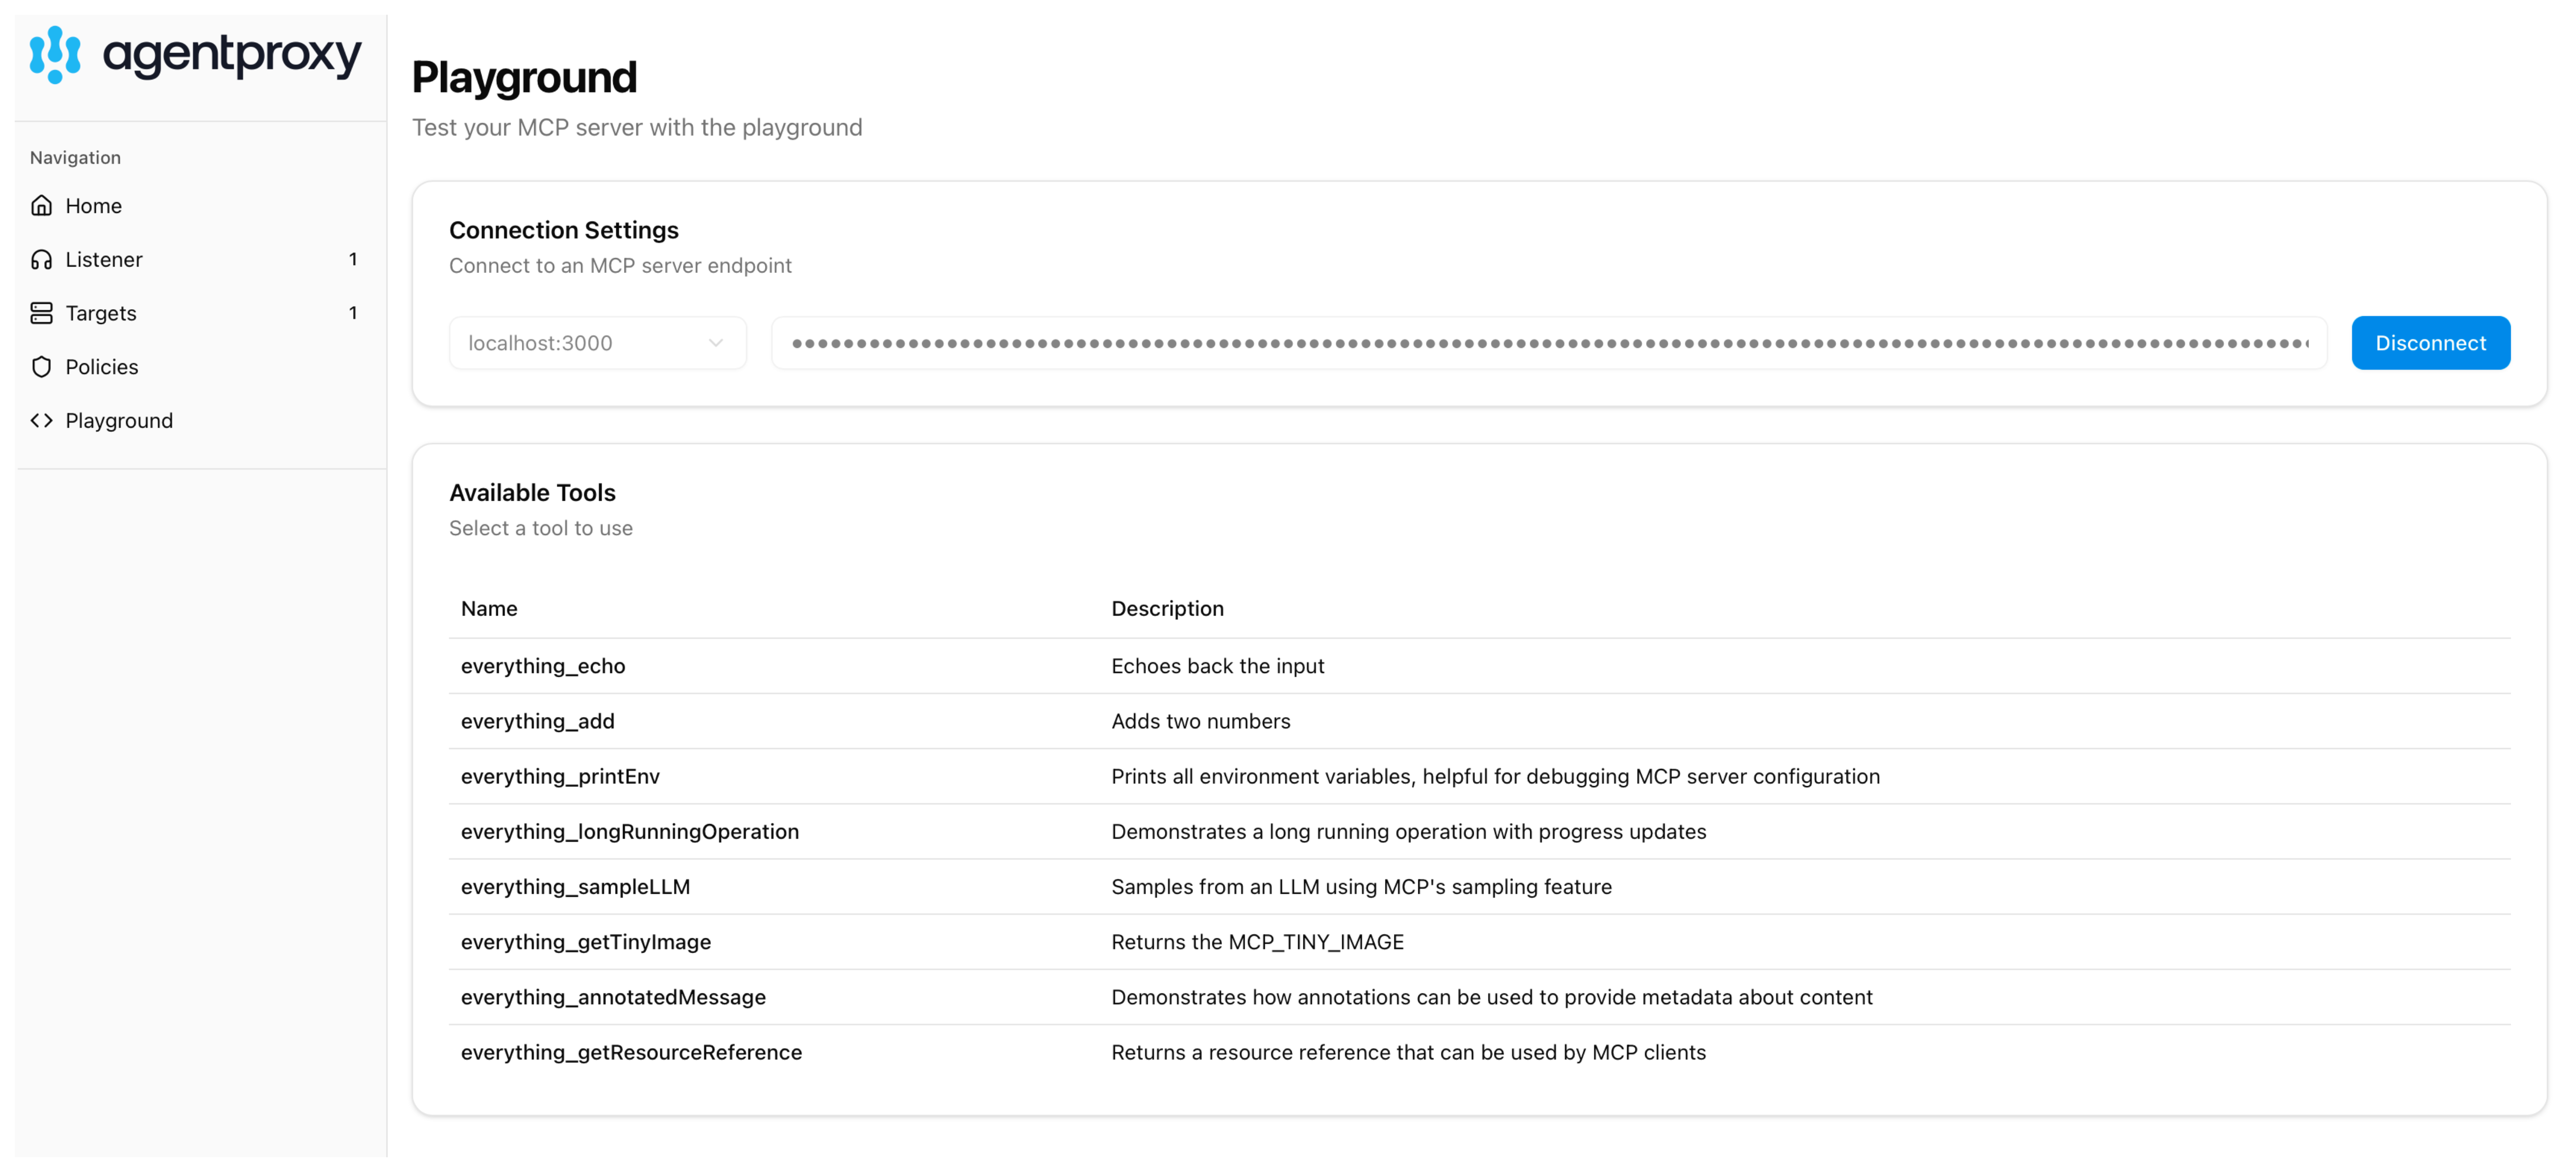 agentproxy
Navigation
Home
Listener 1
Targets 1
Policies
Playground
Playground
Test your MCP server with the playground
Connection Settings
Connect to an MCP server endpoint
localhost:3000
Disconnect
Available Tools
Select a tool to use
Name Description
everything_echo Echoes back the input
everything_add Adds two numbers
everything_printEnv Prints all environment variables, helpful for debugging MCP server configuration
everything_longRunningOperation Demonstrates a long running operation with progress updates
everything_sampleLLM Samples from an LLM using MCP's sampling feature
everything_getTinyImage Returns the MCP_TINY_IMAGE
everything_annotatedMessage Demonstrates how annotations can be used to provide metadata about content
everything_getResourceReference Returns a resource reference that can be used by MCP clients